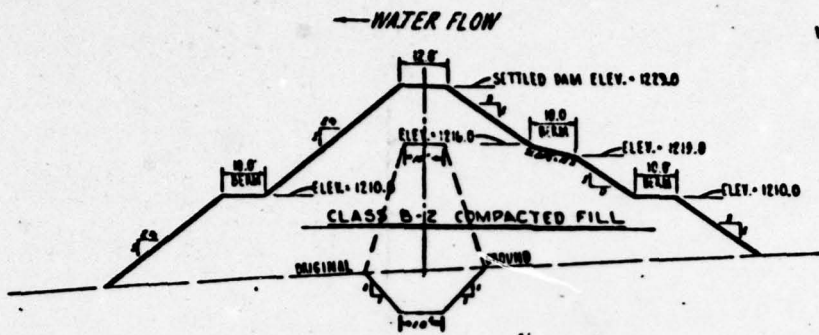 WATER FLOW
12.0
SETTLED DAM ELEV. = 1229.0
10.0
BERM
ELEV. = 1216.0
ELEV. = 1219.0
10.0
BERM
10.0
BERM
ELEV. = 1210.0
ELEV. = 1210.0
CLASS B-2 COMPACTED FILL
ORIGINAL
GROUND